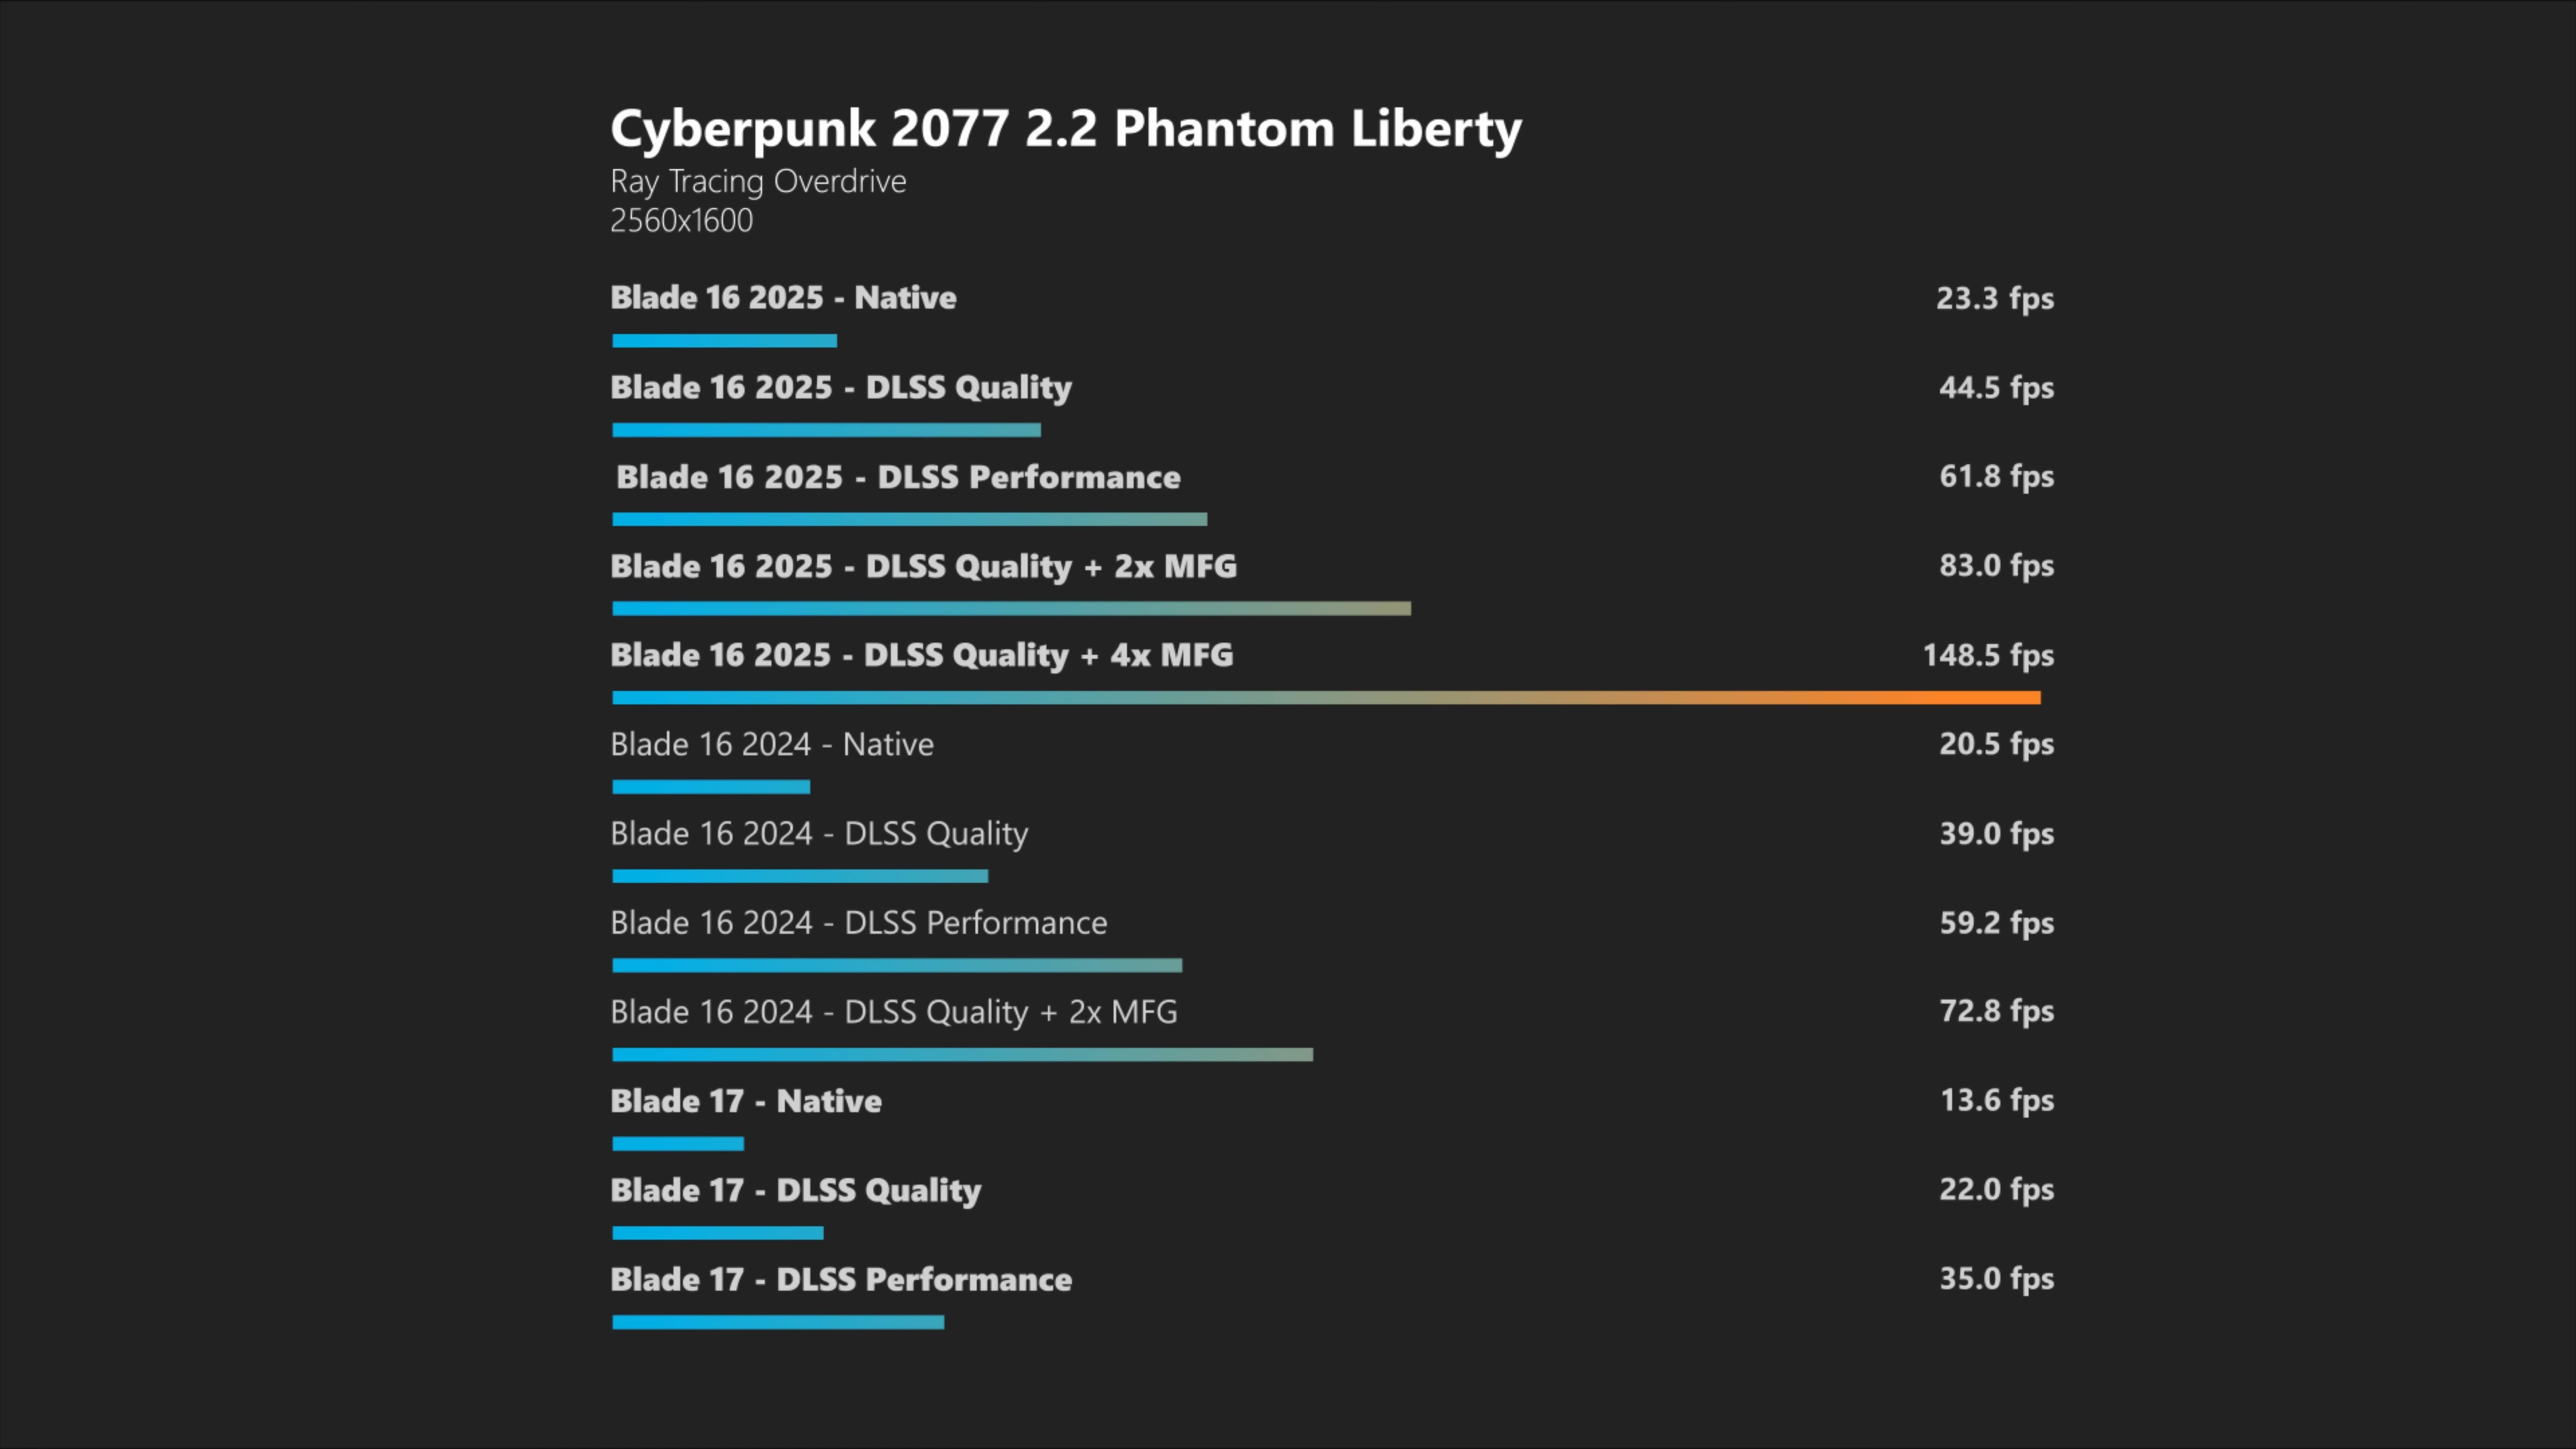 Cyberpunk 2077 2.2 Phantom Liberty
Ray Tracing Overdrive
2560x1600
Blade 16 2025 - Native 23.3 fps
Blade 16 2025 - DLSS Quality 44.5 fps
Blade 16 2025 - DLSS Performance 61.8 fps
Blade 16 2025 - DLSS Quality + 2x MFG 83.0 fps
Blade 16 2025 - DLSS Quality + 4x MFG 148.5 fps
Blade 16 2024 - Native 20.5 fps
Blade 16 2024 - DLSS Quality 39.0 fps
Blade 16 2024 - DLSS Performance 59.2 fps
Blade 16 2024 - DLSS Quality + 2x MFG 72.8 fps
Blade 17 - Native 13.6 fps
Blade 17 - DLSS Quality 22.0 fps
Blade 17 - DLSS Performance 35.0 fps